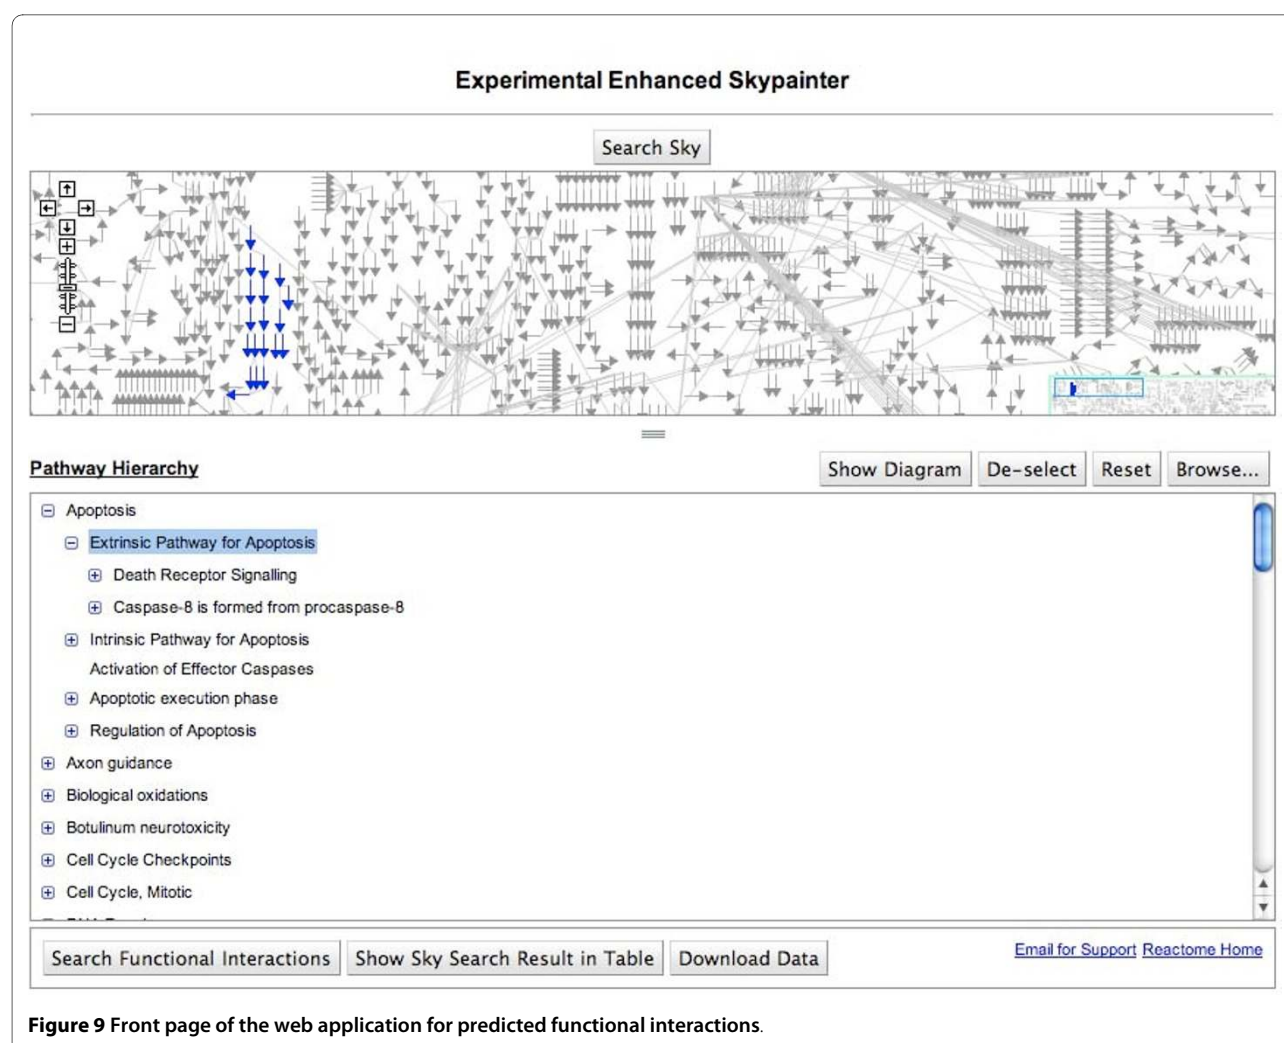 Experimental Enhanced Skypainter
Search Sky
Pathway Hierarchy
Show Diagram De-select Reset Browse...
Apoptosis
Extrinsic Pathway for Apoptosis
Death Receptor Signalling
Caspase-8 is formed from procaspase-8
Intrinsic Pathway for Apoptosis
Activation of Effector Caspases
Apoptotic execution phase
Regulation of Apoptosis
Axon guidance
Biological oxidations
Botulinum neurotoxicity
Cell Cycle Checkpoints
Cell Cycle, Mitotic
Search Functional Interactions Show Sky Search Result in Table Download Data Email for Support Reactome Home
Figure 9 Front page of the web application for predicted functional interactions.